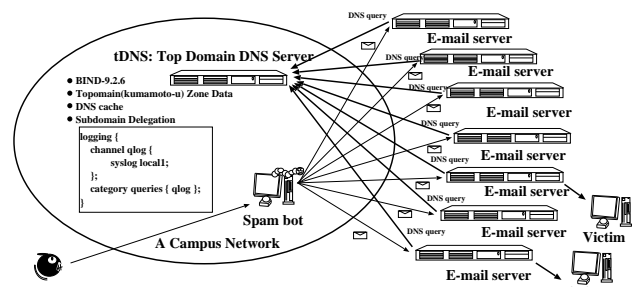 DNS query
E-mail server
tDNS: Top Domain DNS Server
DNS query
E-mail server
● BIND-9.2.6
● Topomain(kumamoto-u) Zone Data
● DNS cache
● Subdomain Delegation
DNS query
E-mail server
logging {
channel qlog {
syslog local1;
};
category queries { qlog };
}
DNS query
E-mail server
DNS query
E-mail server
Spam bot
DNS query
E-mail server
Victim
A Campus Network
DNS query
E-mail server